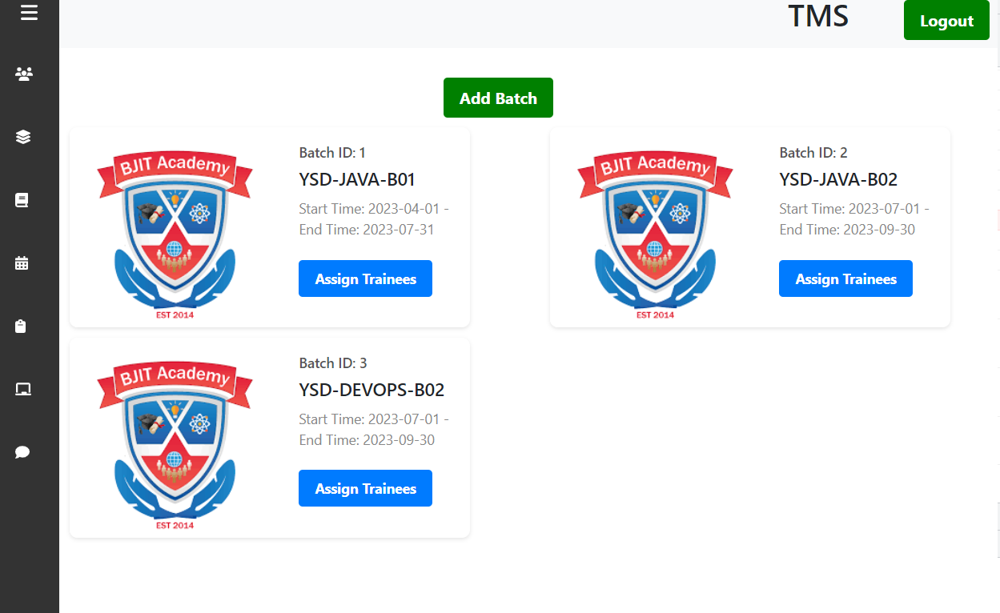 TMS
Logout
Add Batch
BJIT Academy
EST 2014
Batch ID: 1
YSD-JAVA-B01
Start Time: 2023-04-01 -
End Time: 2023-07-31
Assign Trainees
BJIT Academy
EST 2014
Batch ID: 2
YSD-JAVA-B02
Start Time: 2023-07-01 -
End Time: 2023-09-30
Assign Trainees
BJIT Academy
EST 2014
Batch ID: 3
YSD-DEVOPS-B02
Start Time: 2023-07-01 -
End Time: 2023-09-30
Assign Trainees